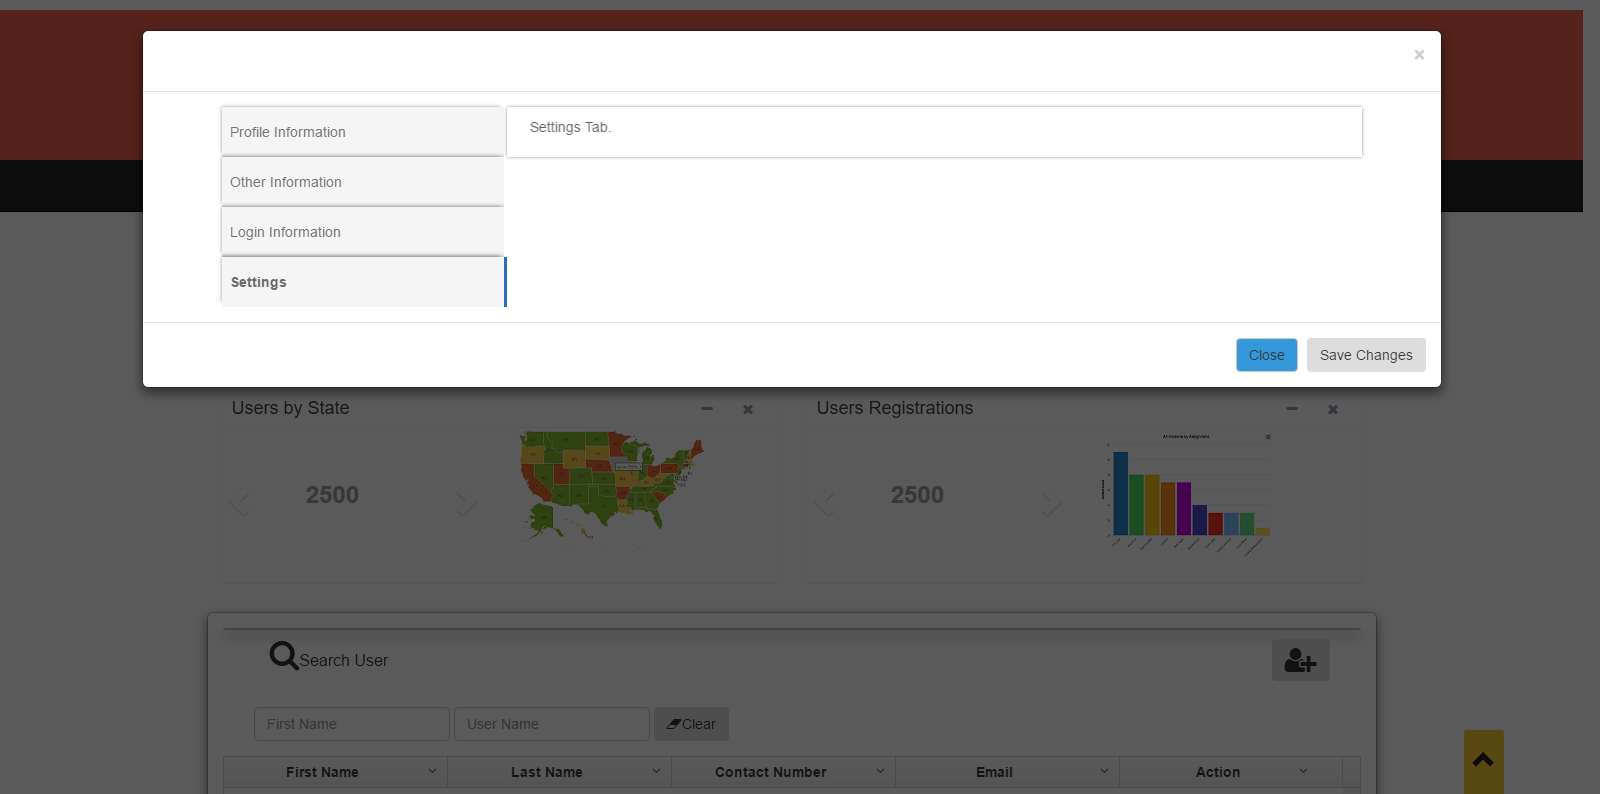 ×
Profile Information
Settings Tab.
Other Information
Login Information
Settings
Close
Save Changes
Users by State
Users Registrations
2500
2500
Search User
First Name
User Name
Clear
First Name
Last Name
Contact Number
Email
Action